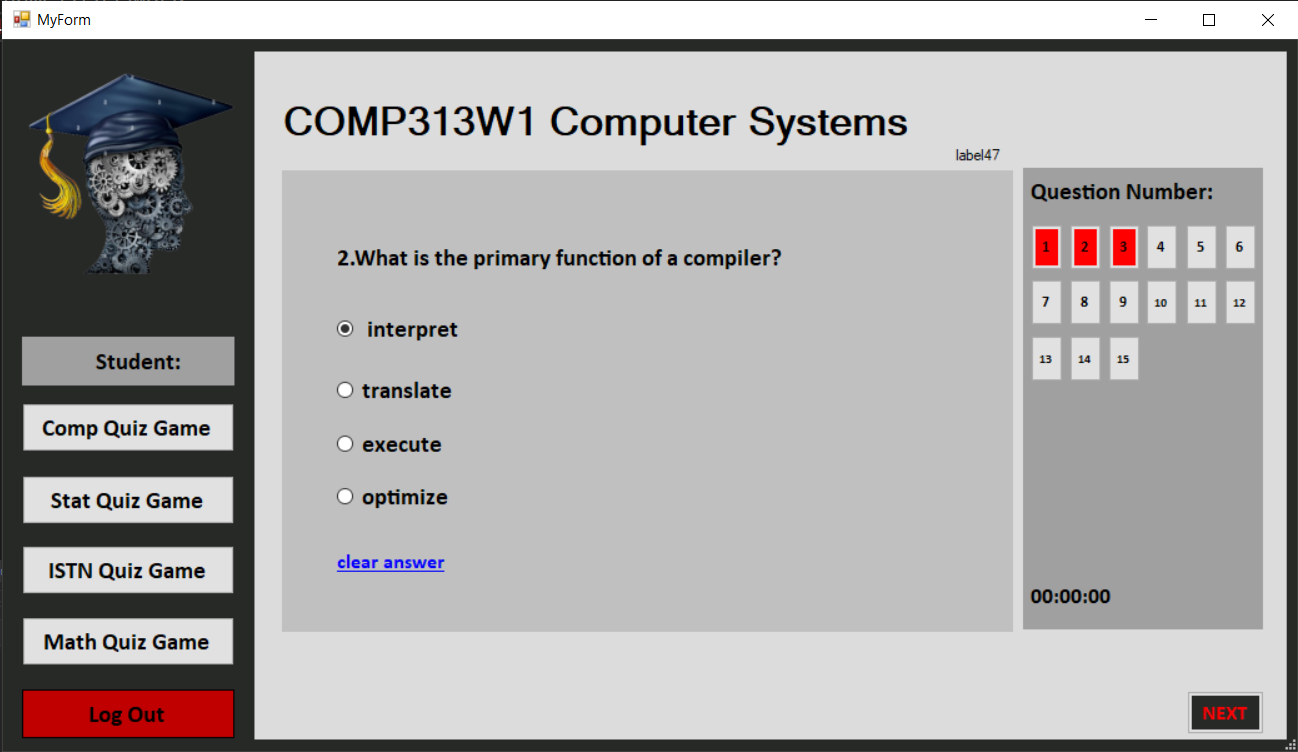 MyForm
COMP313W1 Computer Systems
label47
2.What is the primary function of a compiler?
interpret
translate
execute
optimize
clear answer
Question Number:
1 2 3 4 5 6
7 8 9 10 11 12
13 14 15
00:00:00
NEXT
Student:
Comp Quiz Game
Stat Quiz Game
ISTN Quiz Game
Math Quiz Game
Log Out